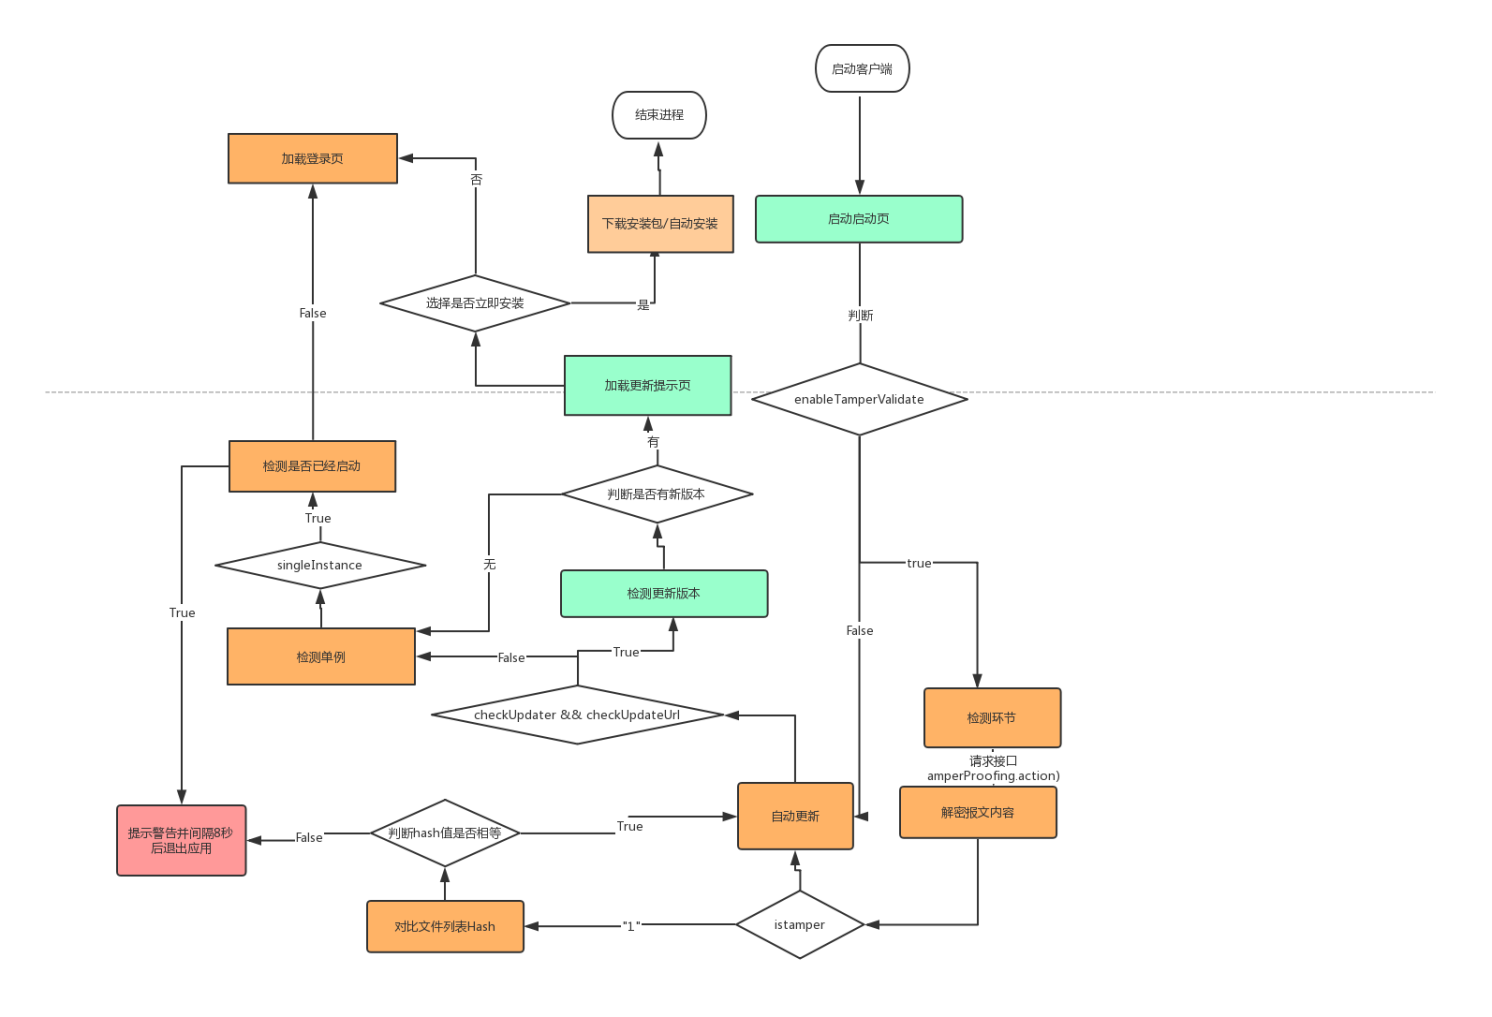 启动客户端
结束进程
加载登录页
否
下载安装包/自动安装
启动启动页
选择是否立即安装
是
False
判断
加载更新提示页
enableTamperValidate
有
检测是否已经启动
判断是否有新版本
True
singleInstance
无
true
检测更新版本
True
False
检测单例
False
True
checkUpdater && checkUpdateUrl
检测环节
请求接口
amperProofing.action)
自动更新
解密报文内容
提示警告并间隔8秒
后退出应用
False
判断hash值是否相等
True
对比文件列表Hash
"1"
istamper